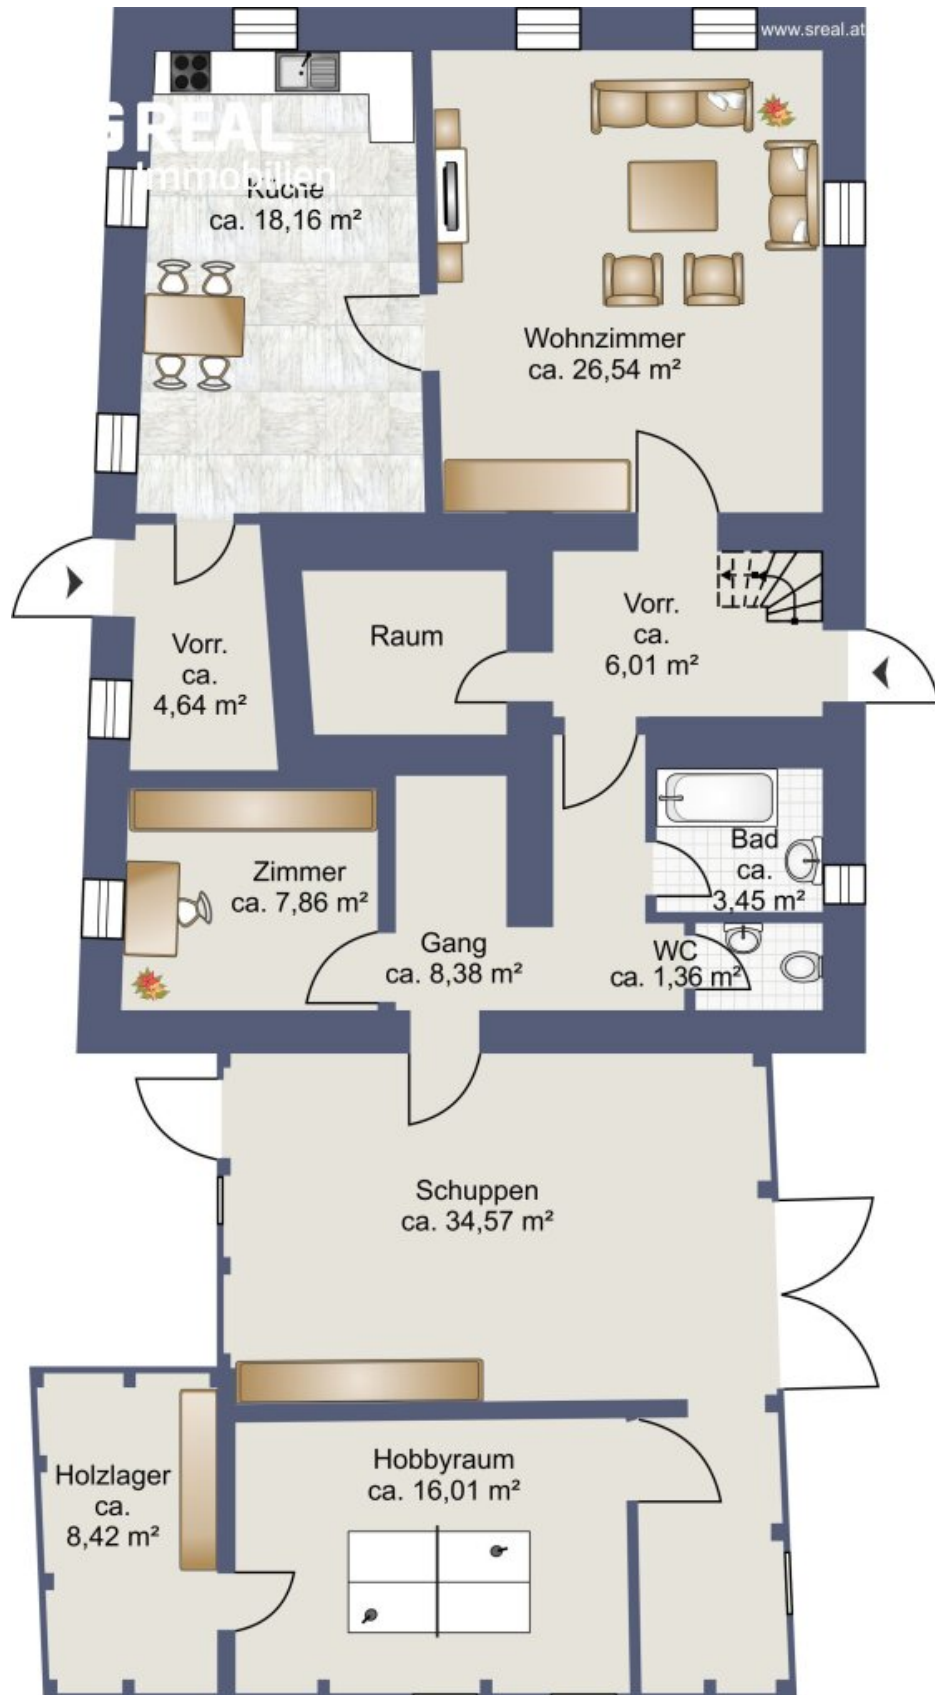 www.sreal.at
REAL
Immobilien
Küche
ca. 18,16 m²
Wohnzimmer
ca. 26,54 m²
Vorr.
ca.
4,64 m²
Raum
Vorr.
ca.
6,01 m²
Zimmer
ca. 7,86 m²
Gang
ca. 8,38 m²
Bad
ca.
3,45 m²
WC
ca. 1,36 m²
Schuppen
ca. 34,57 m²
Holzlager
ca.
8,42 m²
Hobbyraum
ca. 16,01 m²